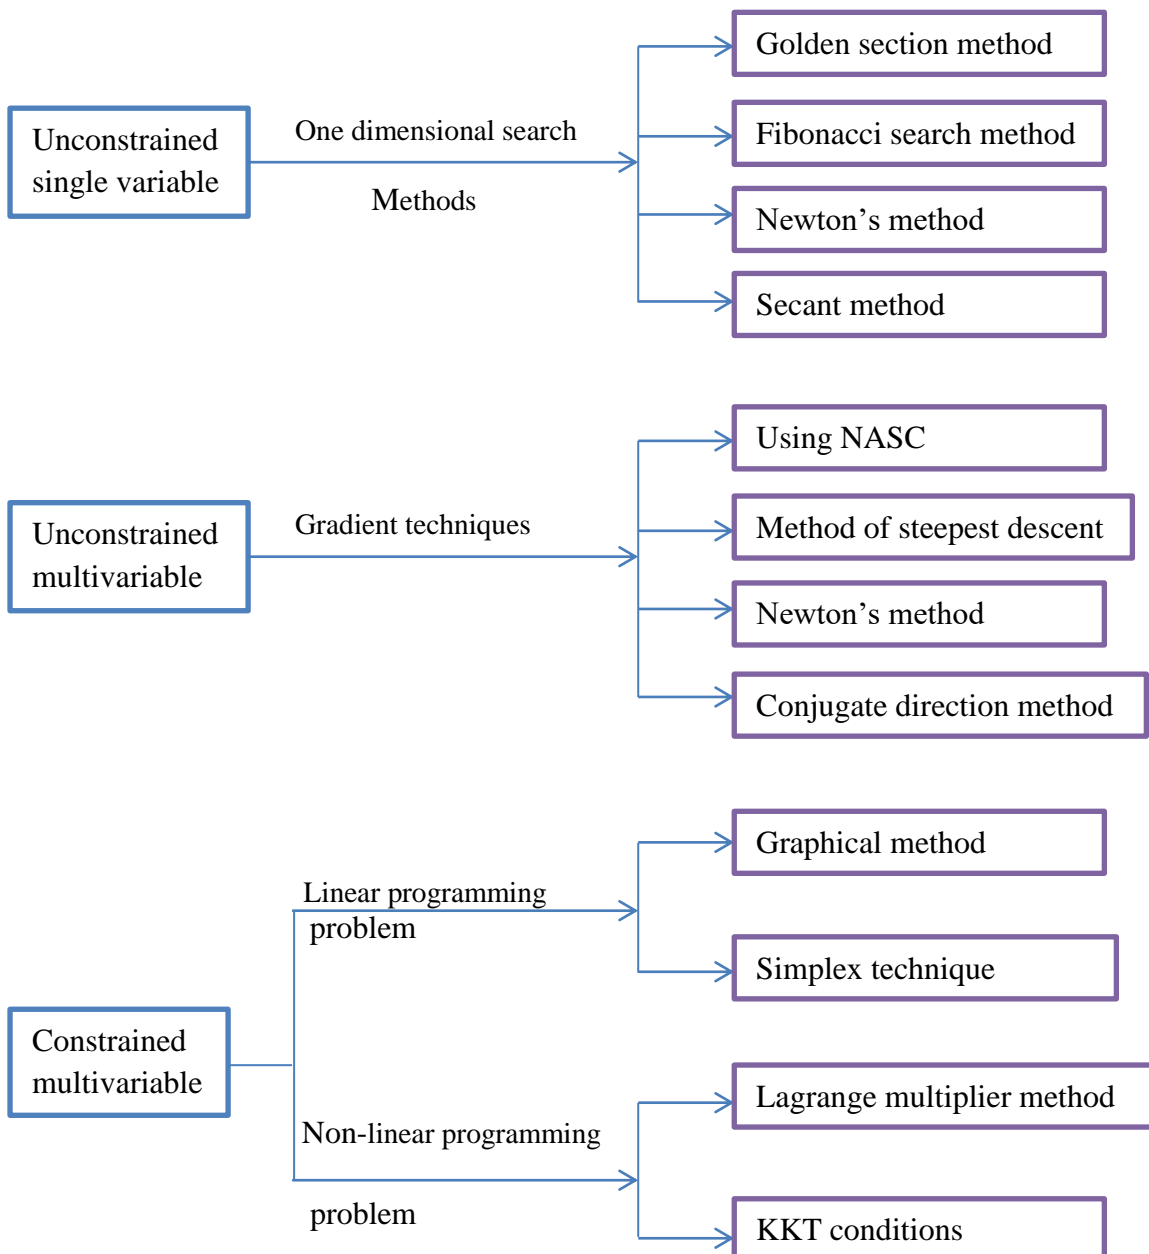 Golden section method
Unconstrained
single variable
One dimensional search
Methods
Fibonacci search method
Newton’s method
Secant method
Using NASC
Unconstrained
multivariable
Gradient techniques
Method of steepest descent
Newton’s method
Conjugate direction method
Graphical method
Linear programming
problem
Simplex technique
Constrained
multivariable
Lagrange multiplier method
Non-linear programming
problem
KKT conditions